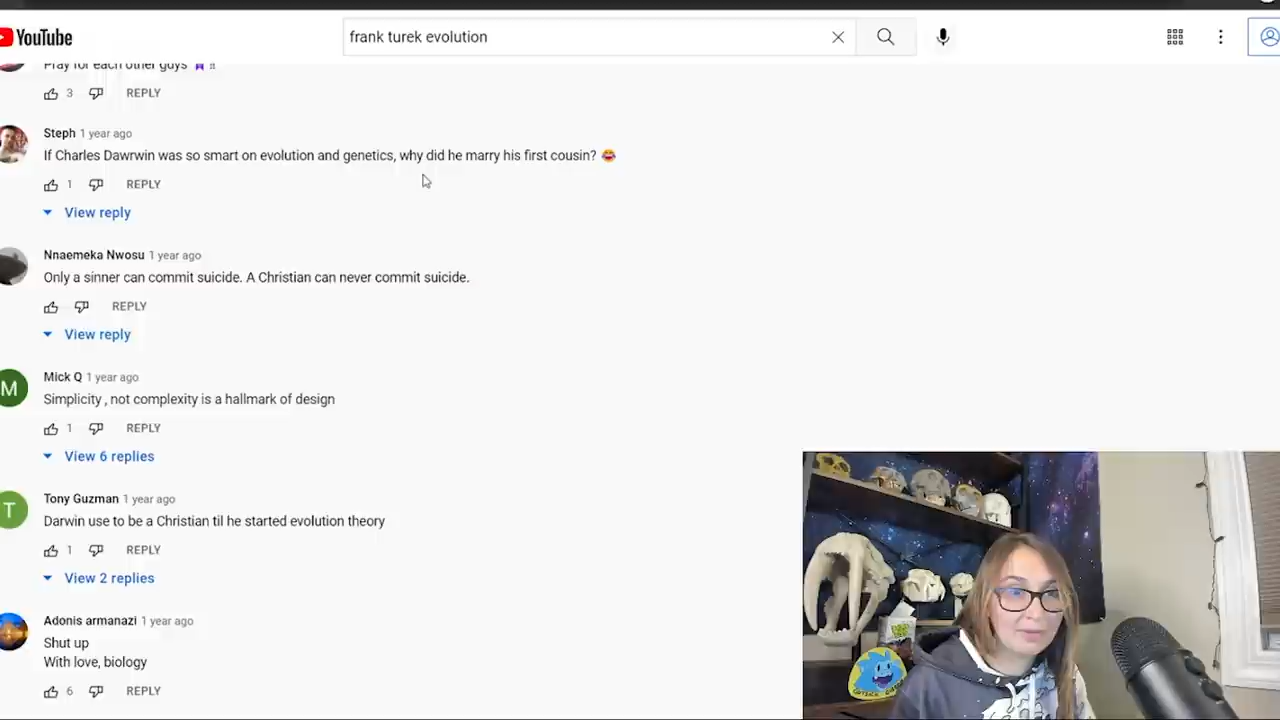 YouTube
frank turek evolution
Pray for each other guys
3 REPLY
Steph 1 year ago
If Charles Dawrwin was so smart on evolution and genetics, why did he marry his first cousin? 😂
1 REPLY
View reply
Nnaemeka Nwosu 1 year ago
Only a sinner can commit suicide. A Christian can never commit suicide.
REPLY
View reply
M
Mick Q 1 year ago
Simplicity , not complexity is a hallmark of design
1 REPLY
View 6 replies
T
Tony Guzman 1 year ago
Darwin use to be a Christian til he started evolution theory
1 REPLY
View 2 replies
Adonis armanazi 1 year ago
Shut up
With love, biology
6 REPLY